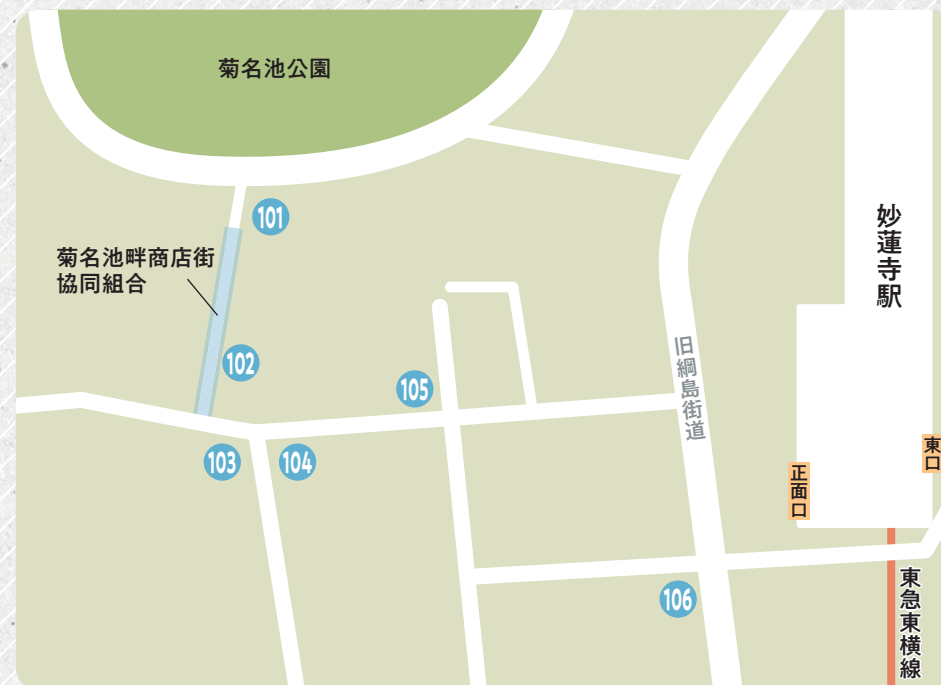 菊名池公園
101
菊名池畔商店街
協同組合
102
103
104
105
106
旧綱島街道
妙蓮寺駅
正面口
東口
東急東横線